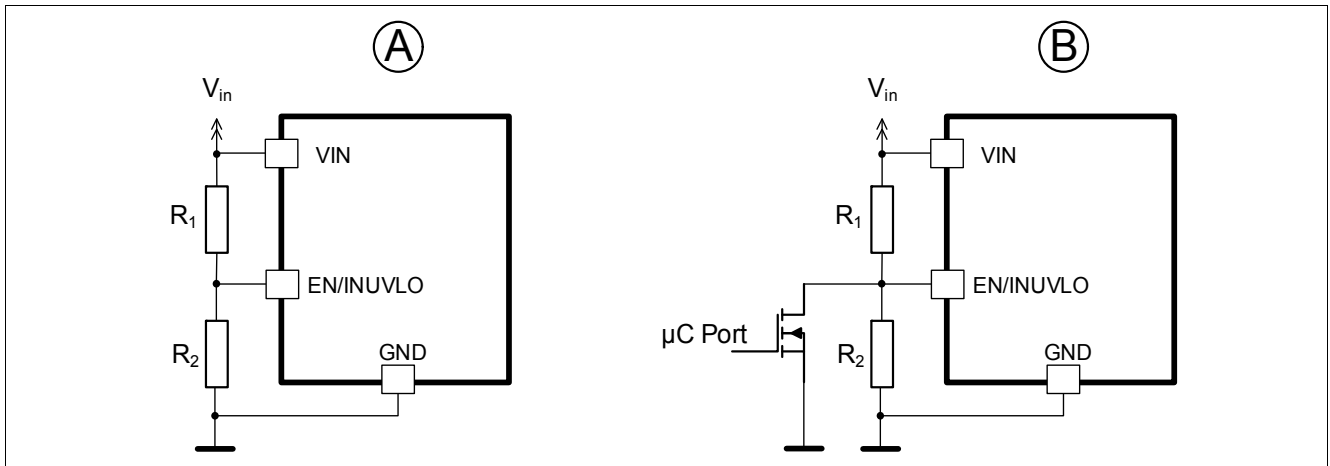 A
V_in
VIN
R_1
EN/INUVLO
R_2
GND
B
V_in
VIN
R_1
EN/INUVLO
µC Port
R_2
GND